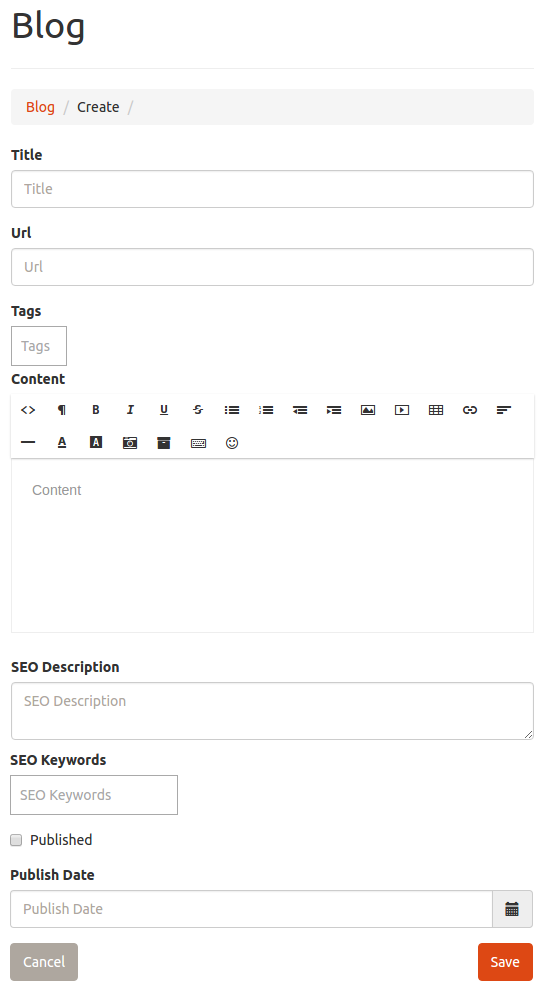 Blog
Blog / Create /
Title
Title
Url
Url
Tags
Tags
Content
<> ¶ B I U S
A A
Content
SEO Description
SEO Description
SEO Keywords
SEO Keywords
Published
Publish Date
Publish Date
Cancel Save